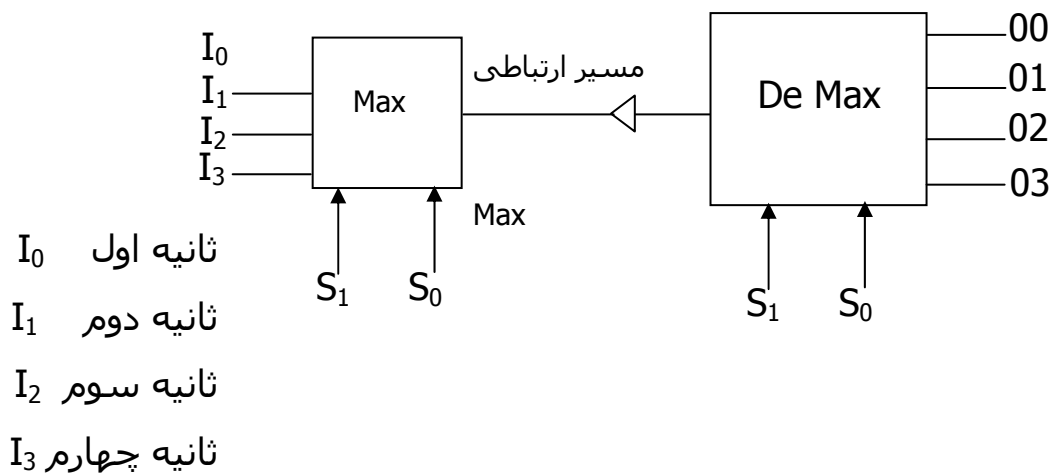 I0
I1
I2
I3
Max
مسیر ارتباطی
De Max
00
01
02
03
Max
S1 S0
S1 S0
ثانیه اول I0
ثانیه دوم I1
ثانیه سوم I2
ثانیه چهارم I3